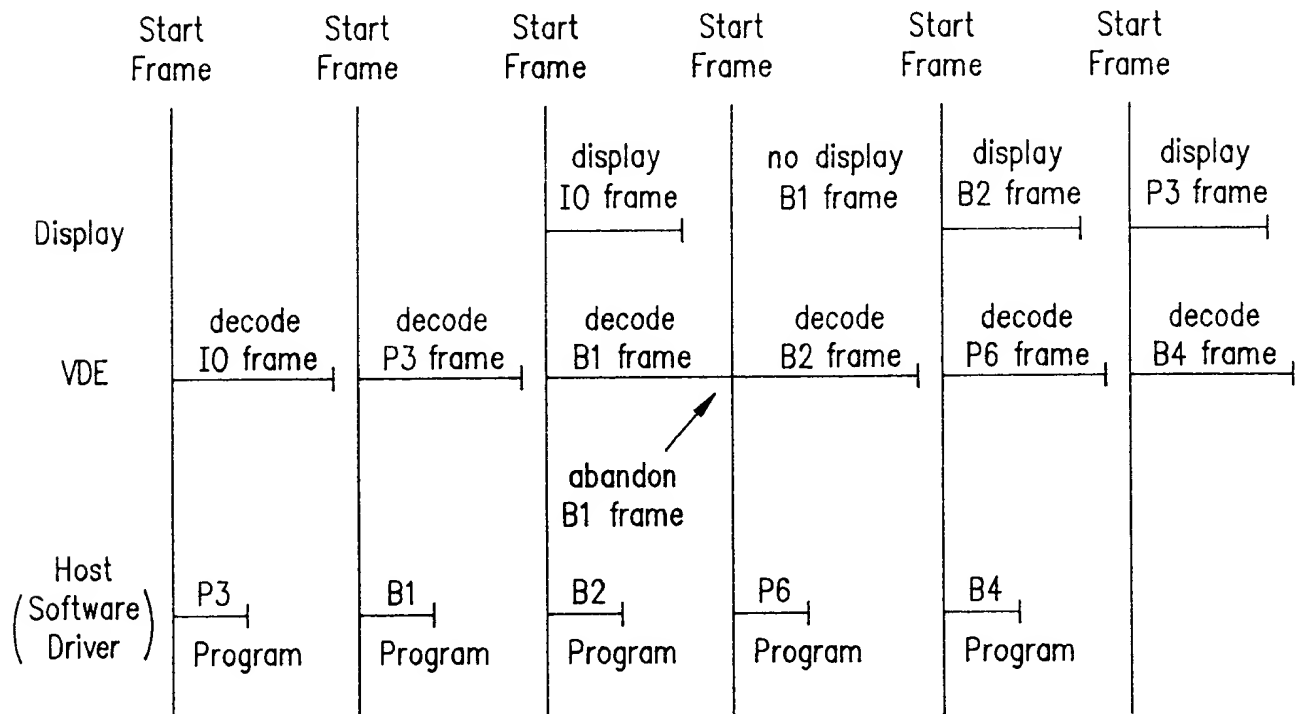 Start Frame
Start Frame
Start Frame
Start Frame
Start Frame
Start Frame
Display
display IO frame
no display B1 frame
display B2 frame
display P3 frame
VDE
decode IO frame
decode P3 frame
decode B1 frame
decode B2 frame
decode P6 frame
decode B4 frame
abandon B1 frame
Host (Software Driver)
P3
Program
B1
Program
B2
Program
P6
Program
B4
Program